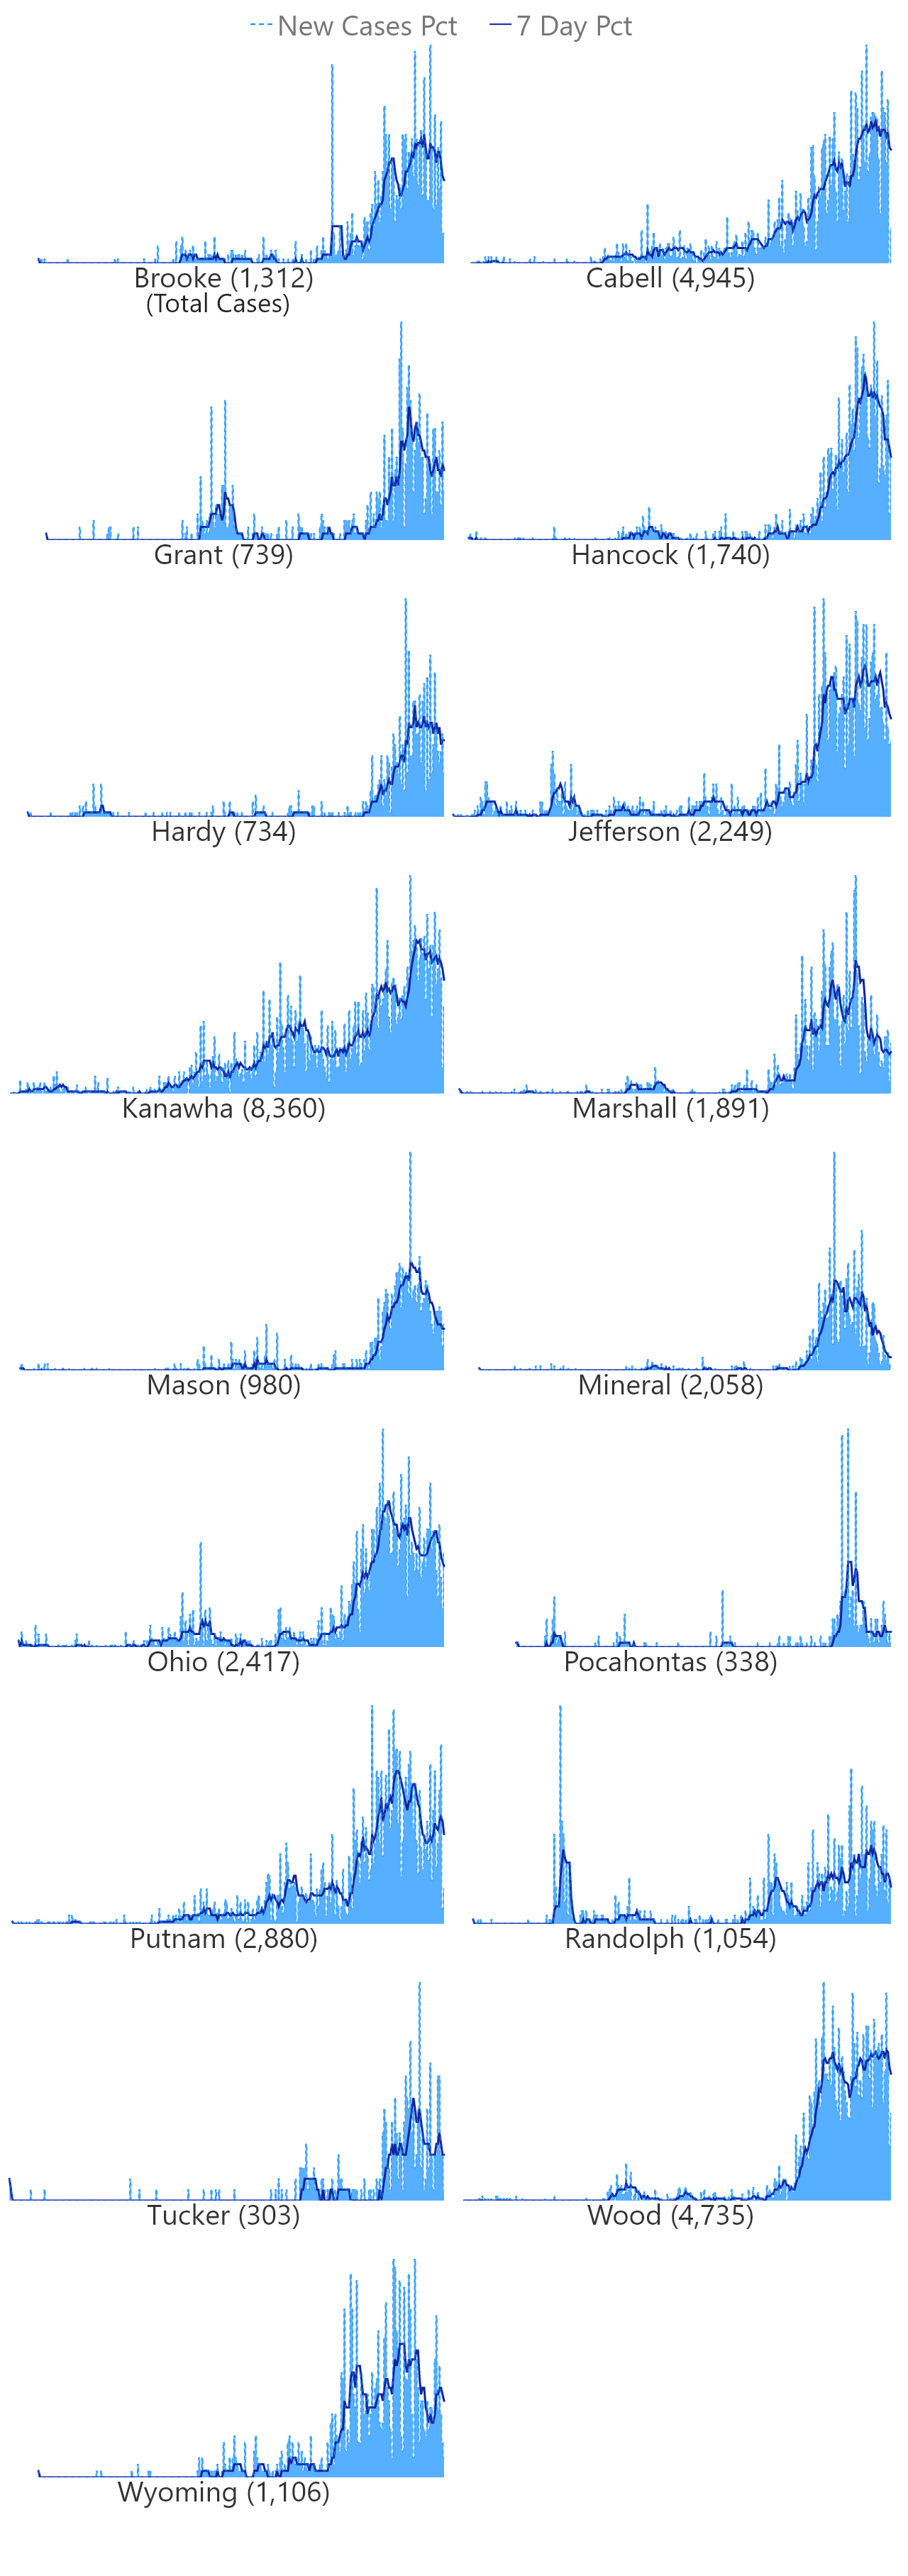 New Cases Pct 7 Day Pct
Brooke (1,312)
(Total Cases)
Cabell (4,945)
Grant (739)
Hancock (1,740)
Hardy (734)
Jefferson (2,249)
Kanawha (8,360)
Marshall (1,891)
Mason (980)
Mineral (2,058)
Ohio (2,417)
Pocahontas (338)
Putnam (2,880)
Randolph (1,054)
Tucker (303)
Wood (4,735)
Wyoming (1,106)